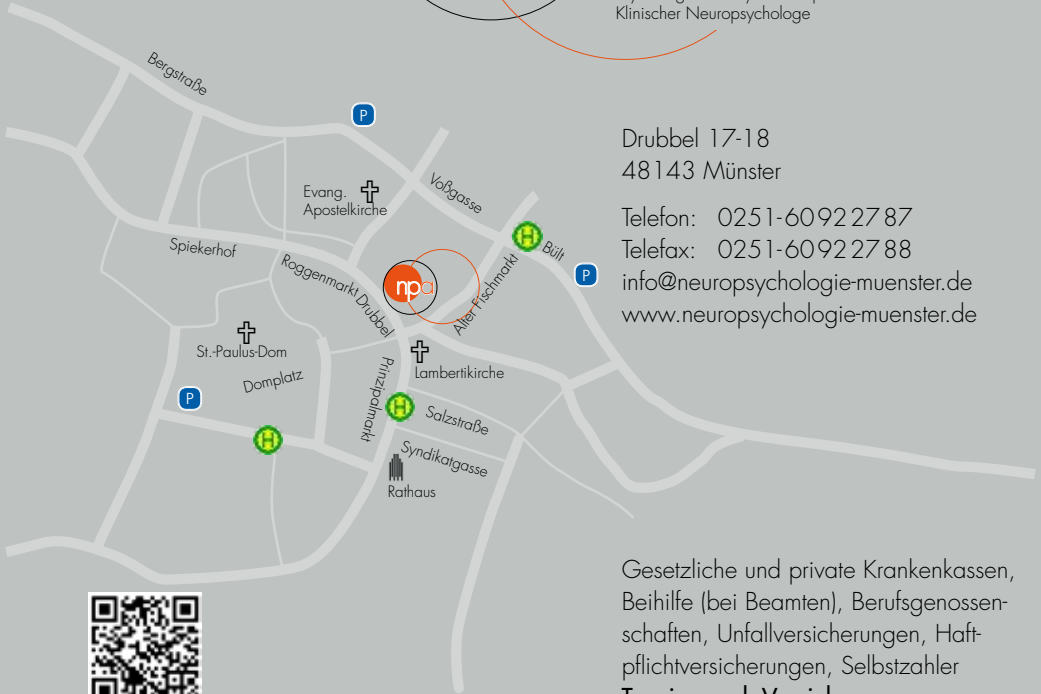 Klinischer Neuropsychologe
Bergstraße
P
Drubbel 17-18
48143 Münster
Evang.
Apostelkirche
Voßgasse
Telefon: 0251-60922787
Telefax: 0251-60922788
info@neuropsychologie-muenster.de
www.neuropsychologie-muenster.de
H
Bült
P
Spiekerhof
Roggenmarkt Drubbel
npa
Alter Fischmarkt
St.-Paulus-Dom
Domplatz
Lambertikirche
Prinzipalmarkt
P
H
Salzstraße
H
Syndikatgasse
Rathaus
Gesetzliche und private Krankenkassen,
Beihilfe (bei Beamten), Berufsgenossen-
schaften, Unfallversicherungen, Haft-
pflichtversicherungen, Selbstzahler